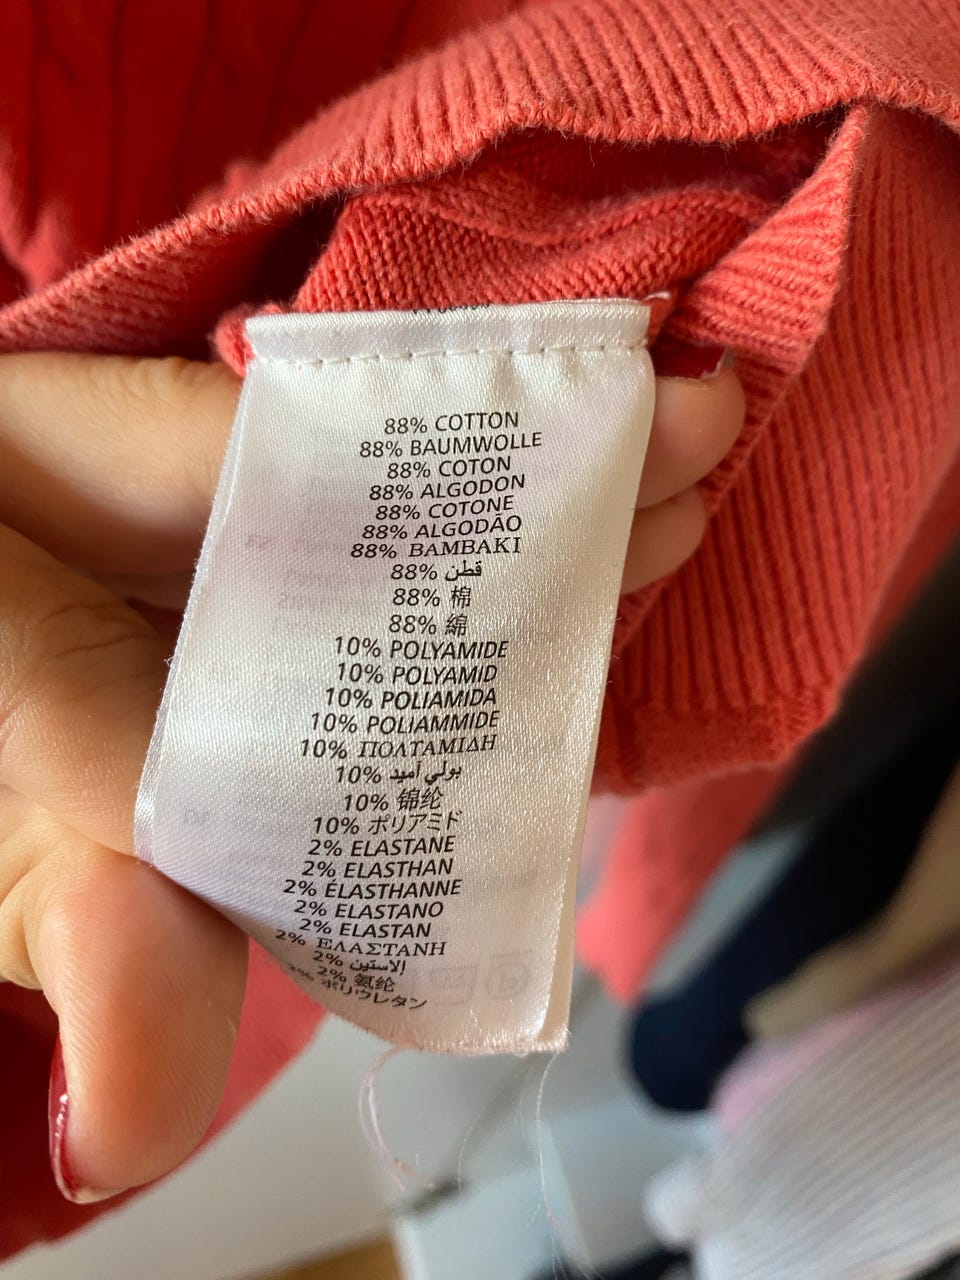 88% COTTON
88% BAUMWOLLE
88% COTON
88% ALGODON
88% COTONE
88% ALGODÃO
88% BAMBAKI
88% قطن
88% 棉
88% 綿
10% POLYAMIDE
10% POLYAMID
10% POLIAMIDA
10% POLIAMMIDE
10% ΠΟΛΤΑΜΙΔΗ
10% بولي أميد
10% 锦纶
10% ポリアミド
2% ELASTANE
2% ELASTHAN
2% ÉLASTHANNE
2% ELASTANO
2% ELASTAN
2% ΕΛΑΣΤΑΝΗ
2% الاستين
2% 氨纶
2% ポリウレタン